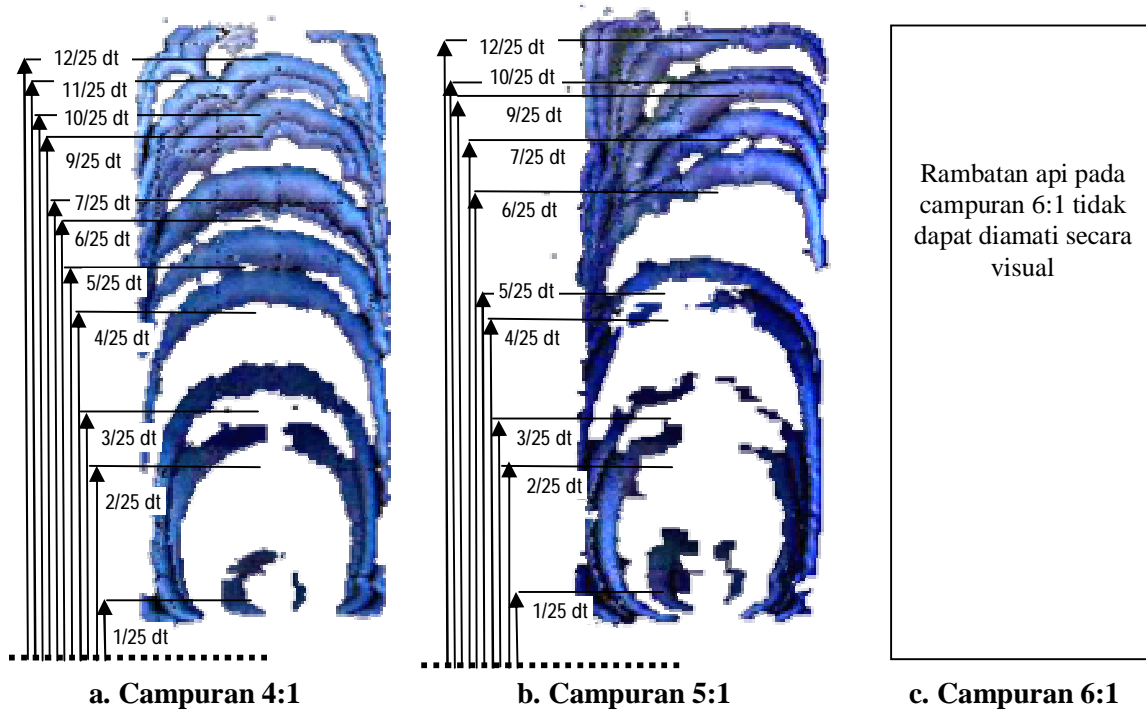 12/25 dt
11/25 dt
10/25 dt
9/25 dt
7/25 dt
6/25 dt
5/25 dt
4/25 dt
3/25 dt
2/25 dt
1/25 dt
a. Campuran 4:1
12/25 dt
10/25 dt
9/25 dt
7/25 dt
6/25 dt
5/25 dt
4/25 dt
3/25 dt
2/25 dt
1/25 dt
b. Campuran 5:1
Rambatan api pada
campuran 6:1 tidak
dapat diamati secara
visual
c. Campuran 6:1